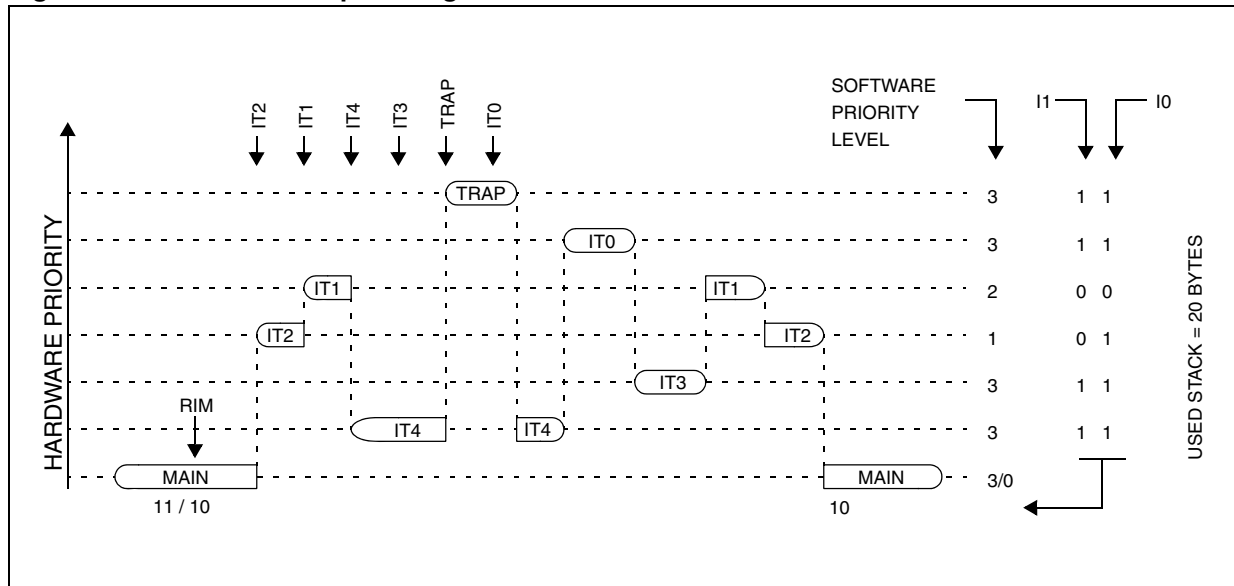 IT2
IT1
IT4
IT3
TRAP
IT0
SOFTWARE
PRIORITY
LEVEL
I1
I0
HARDWARE PRIORITY
TRAP
3
1 1
IT0
3
1 1
IT1
IT1
2
0 0
IT2
IT2
1
0 1
IT3
3
1 1
RIM
IT4
IT4
3
1 1
MAIN
MAIN
3/0
11 / 10
10
USED STACK = 20 BYTES